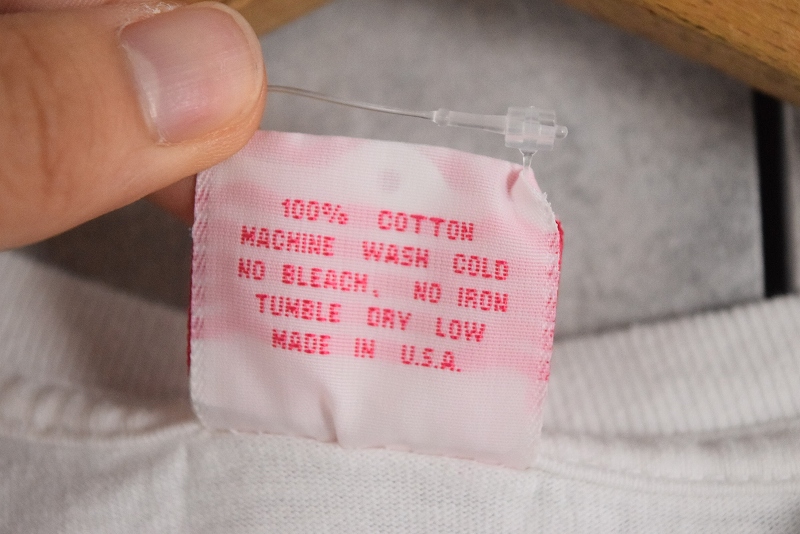 100% COTTON
MACHINE WASH COLD
NO BLEACH, NO IRON
TUMBLE DRY LOW
MADE IN U.S.A.